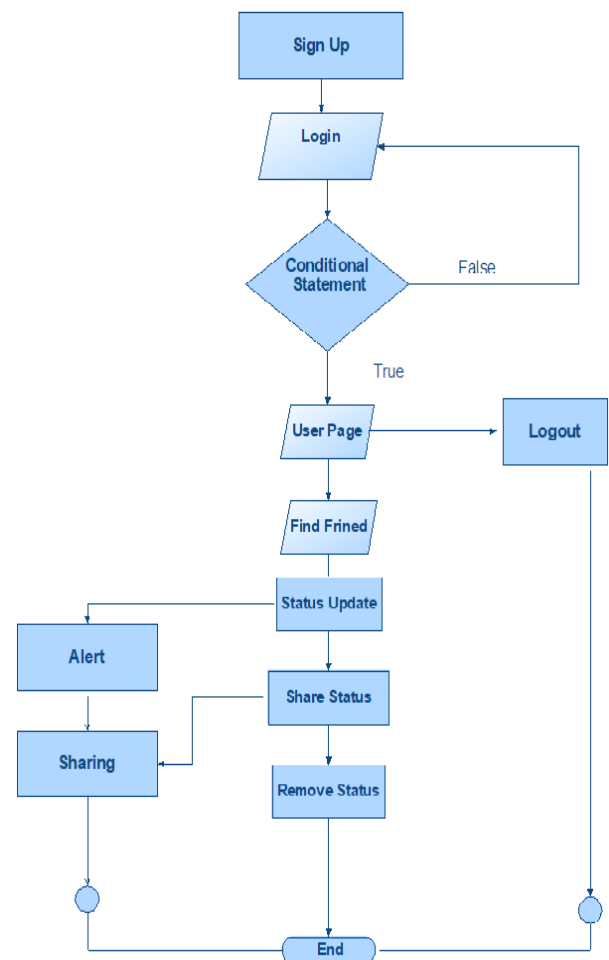 Sign Up
Login
Conditional
Statement
False
True
User Page
Logout
Find Frined
Status Update
Alert
Share Status
Sharing
Remove Status
End